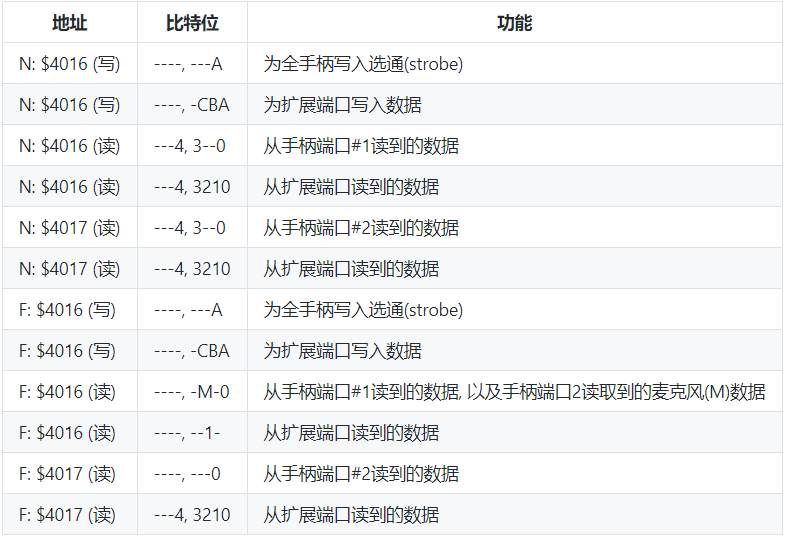 地址 比特位 功能
N: $4016 (写) ----, ---A 为全手柄写入选通(strobe)
N: $4016 (写) ----, -CBA 为扩展端口写入数据
N: $4016 (读) ---4, 3--0 从手柄端口#1读到的数据
N: $4016 (读) ---4, 3210 从扩展端口读到的数据
N: $4017 (读) ---4, 3--0 从手柄端口#2读到的数据
N: $4017 (读) ---4, 3210 从扩展端口读到的数据
F: $4016 (写) ----, ---A 为全手柄写入选通(strobe)
F: $4016 (写) ----, -CBA 为扩展端口写入数据
F: $4016 (读) ----, -M-0 从手柄端口#1读到的数据, 以及手柄端口2读取到的麦克风(M)数据
F: $4016 (读) ----, --1- 从扩展端口读到的数据
F: $4017 (读) ----, ---0 从手柄端口#2读到的数据
F: $4017 (读) ---4, 3210 从扩展端口读到的数据